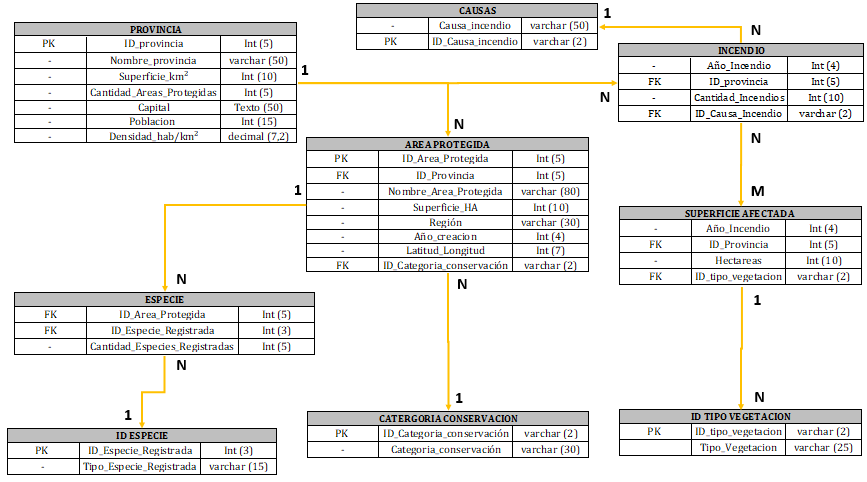 PROVINCIA
PK ID_provincia Int (5)
- Nombre_provincia varchar (50)
- Superficie_km² Int (10)
- Cantidad_Areas_Protegidas Int (5)
- Capital Texto (50)
- Poblacion Int (15)
- Densidad_hab/km² decimal (7,2)
CAUSAS
- Causa_incendio varchar (50)
PK ID_Causa_incendio varchar (2)
1
N
INCENDIO
- Año_Incendio Int (4)
FK ID_provincia Int (5)
- Cantidad_Incendios Int (10)
FK ID_Causa_Incendio varchar (2)
1
N
N
N
AREA PROTEGIDA
PK ID_Area_Protegida Int (5)
FK ID_Provincia Int (5)
- Nombre_Area_Protegida varchar (80)
- Superficie_HA Int (10)
- Región varchar (30)
- Año_creacion Int (4)
- Latitud_Longitud Int (7)
FK ID_Categoria_conservación varchar (2)
1
M
SUPERFICIE AFECTADA
- Año_Incendio Int (4)
FK ID_Provincia Int (5)
- Hectareas Int (10)
FK ID_tipo_vegetacion varchar (2)
N
N
1
ESPECIE
FK ID_Area_Protegida Int (5)
FK ID_Especie_Registrada Int (3)
- Cantidad_Especies_Registradas Int (5)
N
1
1
N
ID ESPECIE
PK ID_Especie_Registrada Int (3)
- Tipo_Especie_Registrada varchar (15)
CATERGORIA CONSERVACION
PK ID_Categoria_conservación varchar (2)
- Categoria_conservación varchar (30)
ID TIPO VEGETACION
PK ID_tipo_vegetacion varchar (2)
Tipo_Vegetacion varchar (25)